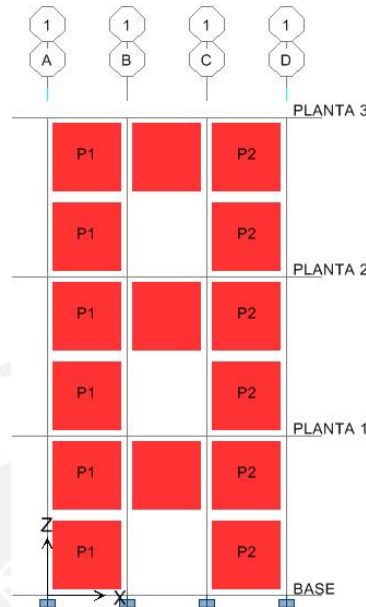 1 1 1 1
A B C D
PLANTA 3
P1 P2
P1 P2
PLANTA 2
P1 P2
P1 P2
PLANTA 1
P1 P2
Z
P1 P2
X
BASE